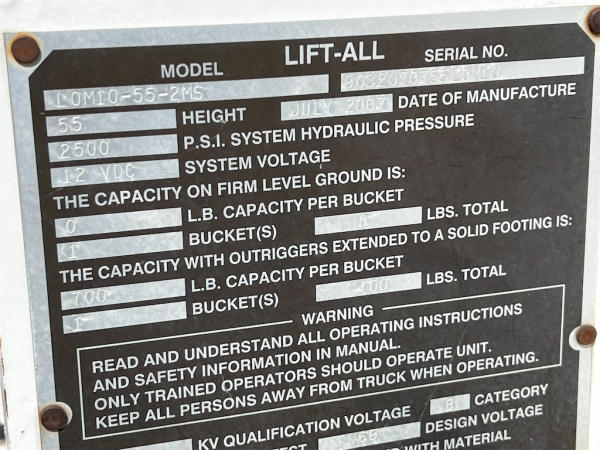 LIFT-ALL
MODEL SERIAL NO.
LOM10-55-2MS
55 HEIGHT JULY 2007 DATE OF MANUFACTURE
2500 P.S.I. SYSTEM HYDRAULIC PRESSURE
12 VDC SYSTEM VOLTAGE
THE CAPACITY ON FIRM LEVEL GROUND IS:
0 L.B. CAPACITY PER BUCKET
1 BUCKET(S) LBS. TOTAL
THE CAPACITY WITH OUTRIGGERS EXTENDED TO A SOLID FOOTING IS:
700 L.B. CAPACITY PER BUCKET
1 BUCKET(S) 700 LBS. TOTAL
WARNING
READ AND UNDERSTAND ALL OPERATING INSTRUCTIONS
AND SAFETY INFORMATION IN MANUAL.
ONLY TRAINED OPERATORS SHOULD OPERATE UNIT.
KEEP ALL PERSONS AWAY FROM TRUCK WHEN OPERATING.
KV QUALIFICATION VOLTAGE CATEGORY
69 DESIGN VOLTAGE
WITH MATERIAL